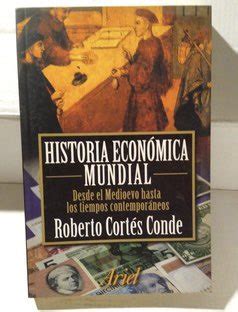 HISTORIA ECONÓMICA
MUNDIAL
Desde el Medioevo hasta
los tiempos contemporáneos
Roberto Cortés Conde
Ariel